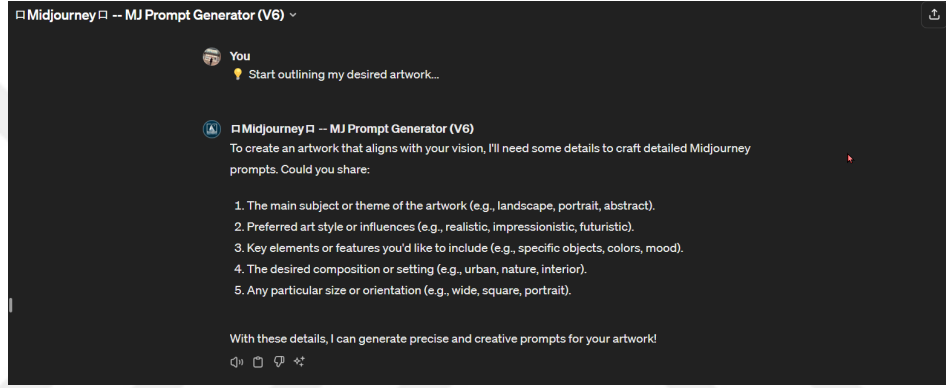 ㅁMidjourneyㅁ -- MJ Prompt Generator (V6)
You
💡 Start outlining my desired artwork...
ㅁMidjourneyㅁ -- MJ Prompt Generator (V6)
To create an artwork that aligns with your vision, I'll need some details to craft detailed Midjourney
prompts. Could you share:
1. The main subject or theme of the artwork (e.g., landscape, portrait, abstract).
2. Preferred art style or influences (e.g., realistic, impressionistic, futuristic).
3. Key elements or features you'd like to include (e.g., specific objects, colors, mood).
4. The desired composition or setting (e.g., urban, nature, interior).
5. Any particular size or orientation (e.g., wide, square, portrait).
With these details, I can generate precise and creative prompts for your artwork!